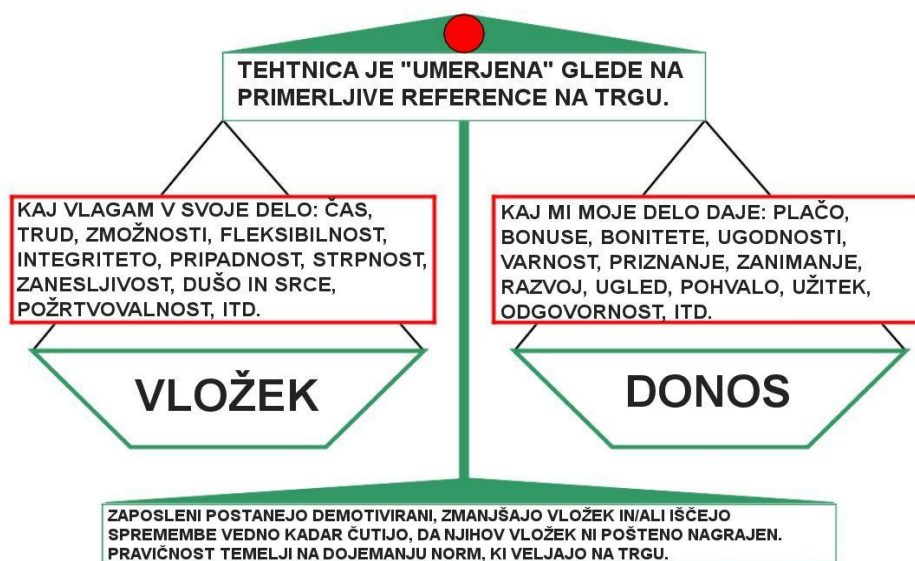 TEHTNICA JE "UMERJENA" GLEDE NA
PRIMERLJIVE REFERENCE NA TRGU.
KAJ VLAGAM V SVOJE DELO: ČAS,
TRUD, ZMOŽNOSTI, FLEKSIBILNOST,
INTEGRITETO, PRIPADNOST, STRPNOST,
ZANESLJIVOST, DUŠO IN SRCE,
POŽRTVOVALNOST, ITD.
KAJ MI MOJE DELO DAJE: PLAČO,
BONUSE, BONITETE, UGODNOSTI,
VARNOST, PRIZNANJE, ZANIMANJE,
RAZVOJ, UGLED, POHVALO, UŽITEK,
ODGOVORNOST, ITD.
VLOŽEK
DONOS
ZAPOSLENI POSTANEJO DEMOTIVIRANI, ZMANJŠAJO VLOŽEK IN/ALI IŠČEJO
SPREMEMBE VEDNO KADAR ČUTIJO, DA NJIHOV VLOŽEK NI POŠTENO NAGRAJEN.
PRAVIČNOST TEMELJI NA DOJEMANJU NORM, KI VELJAJO NA TRGU.